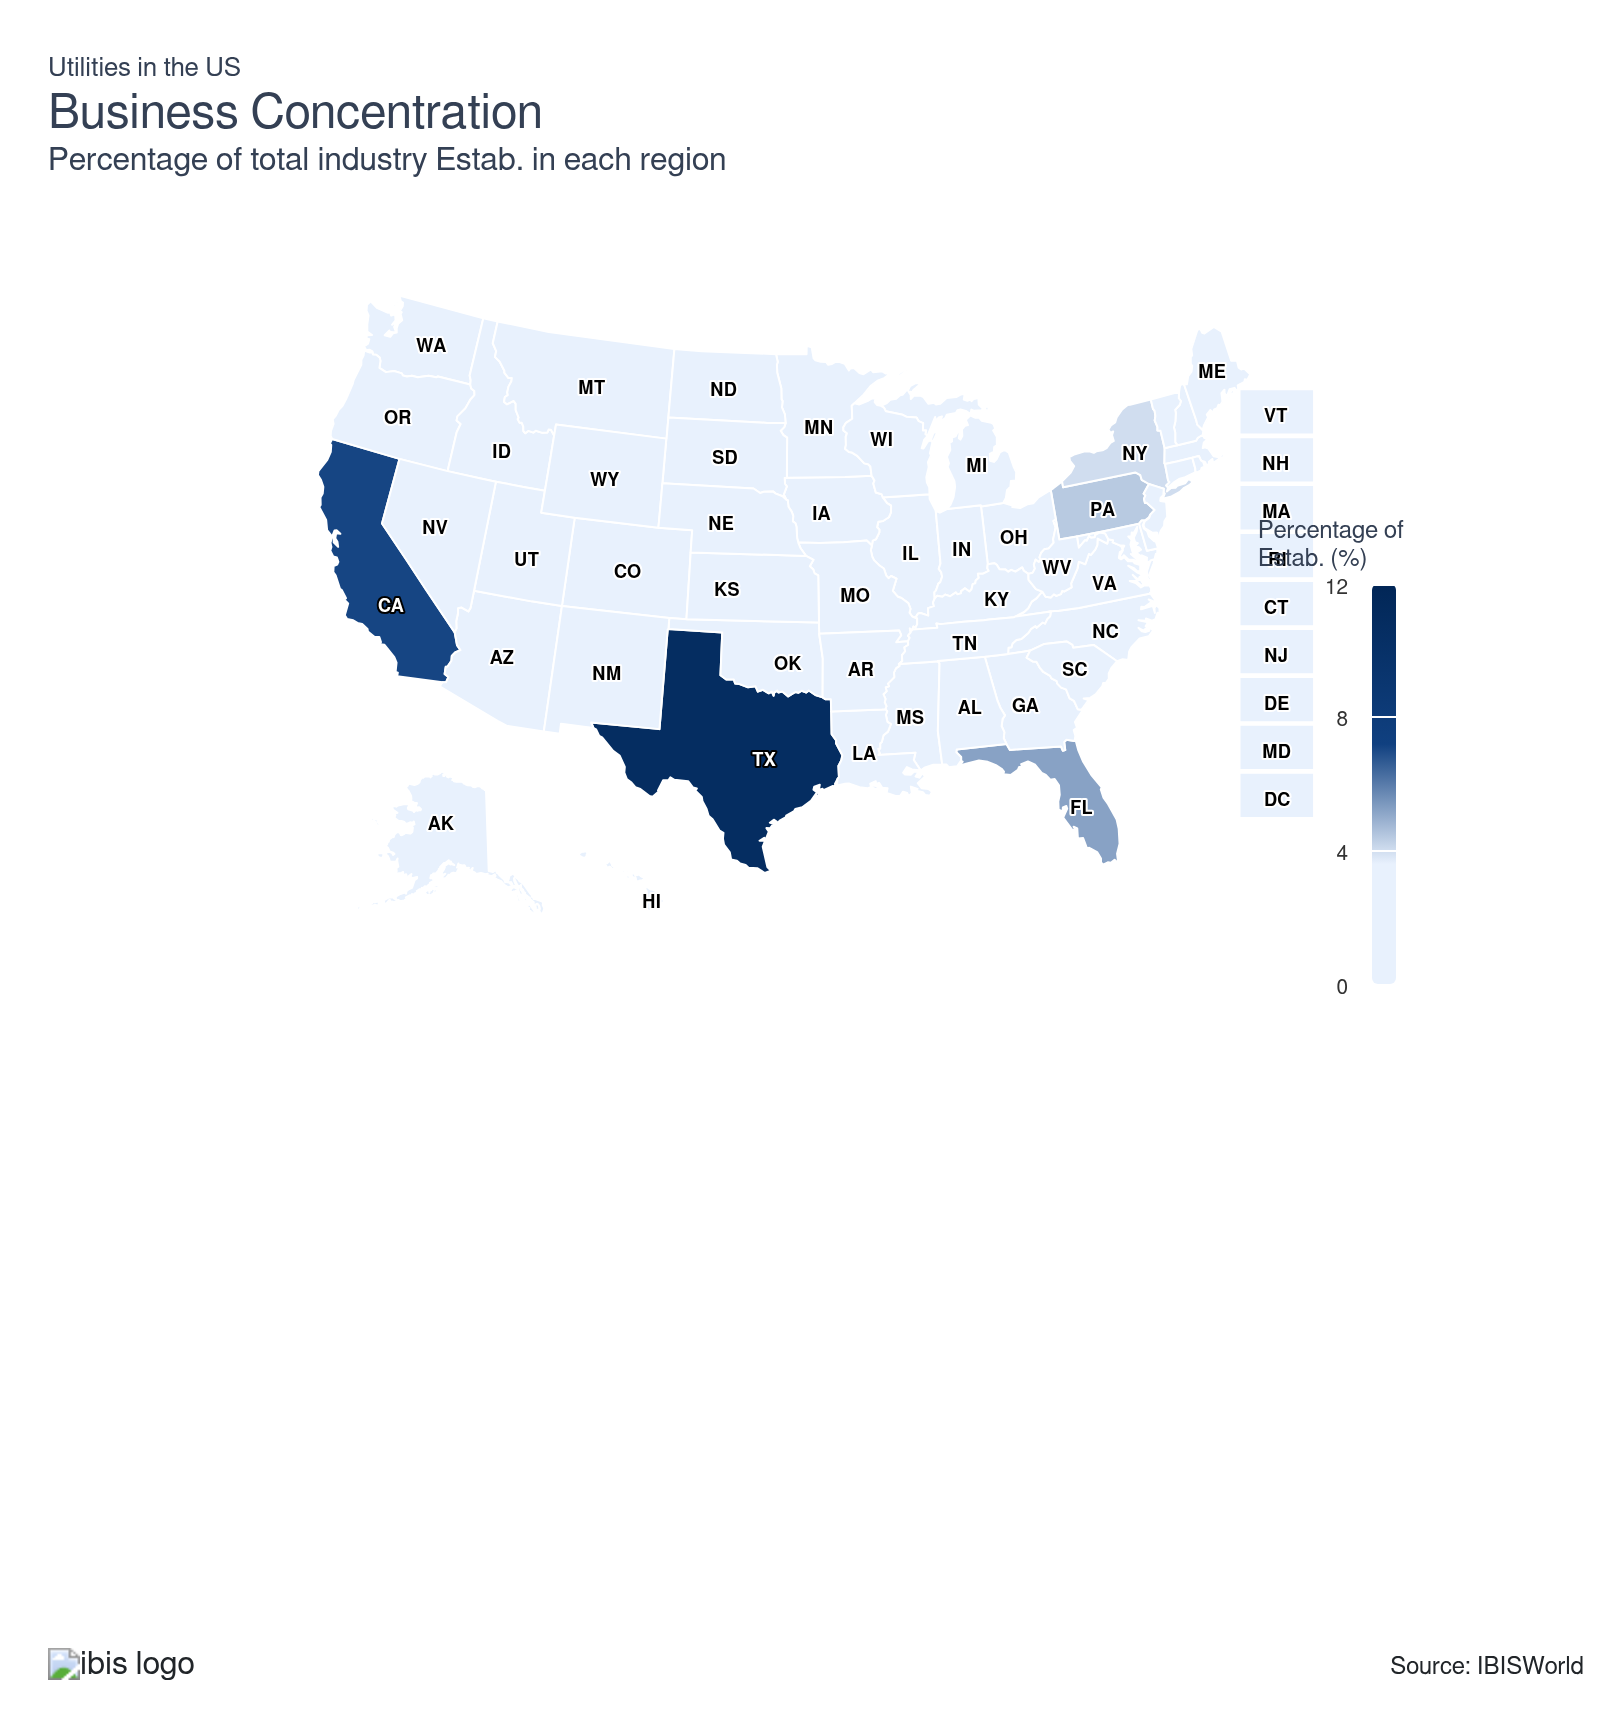 Utilities in the US
Business Concentration
Percentage of total industry Estab. in each region
WA
ME
MT
ND
VT
OR
MN
WI
NY
ID
SD
MI
NH
WY
PA
MA
NV
NE
IA
Percentage of
OH
UT
IL
IN
Estab. (%)
RI
CO
WV
KS
VA
12
MO
KY
CA
CT
NC
TN
AZ
OK
NJ
NM
AR
SC
DE
MS
AL
GA
8
LA
MD
TX
DC
FL
AK
4
HI
0
ibis logo
Source: IBISWorld